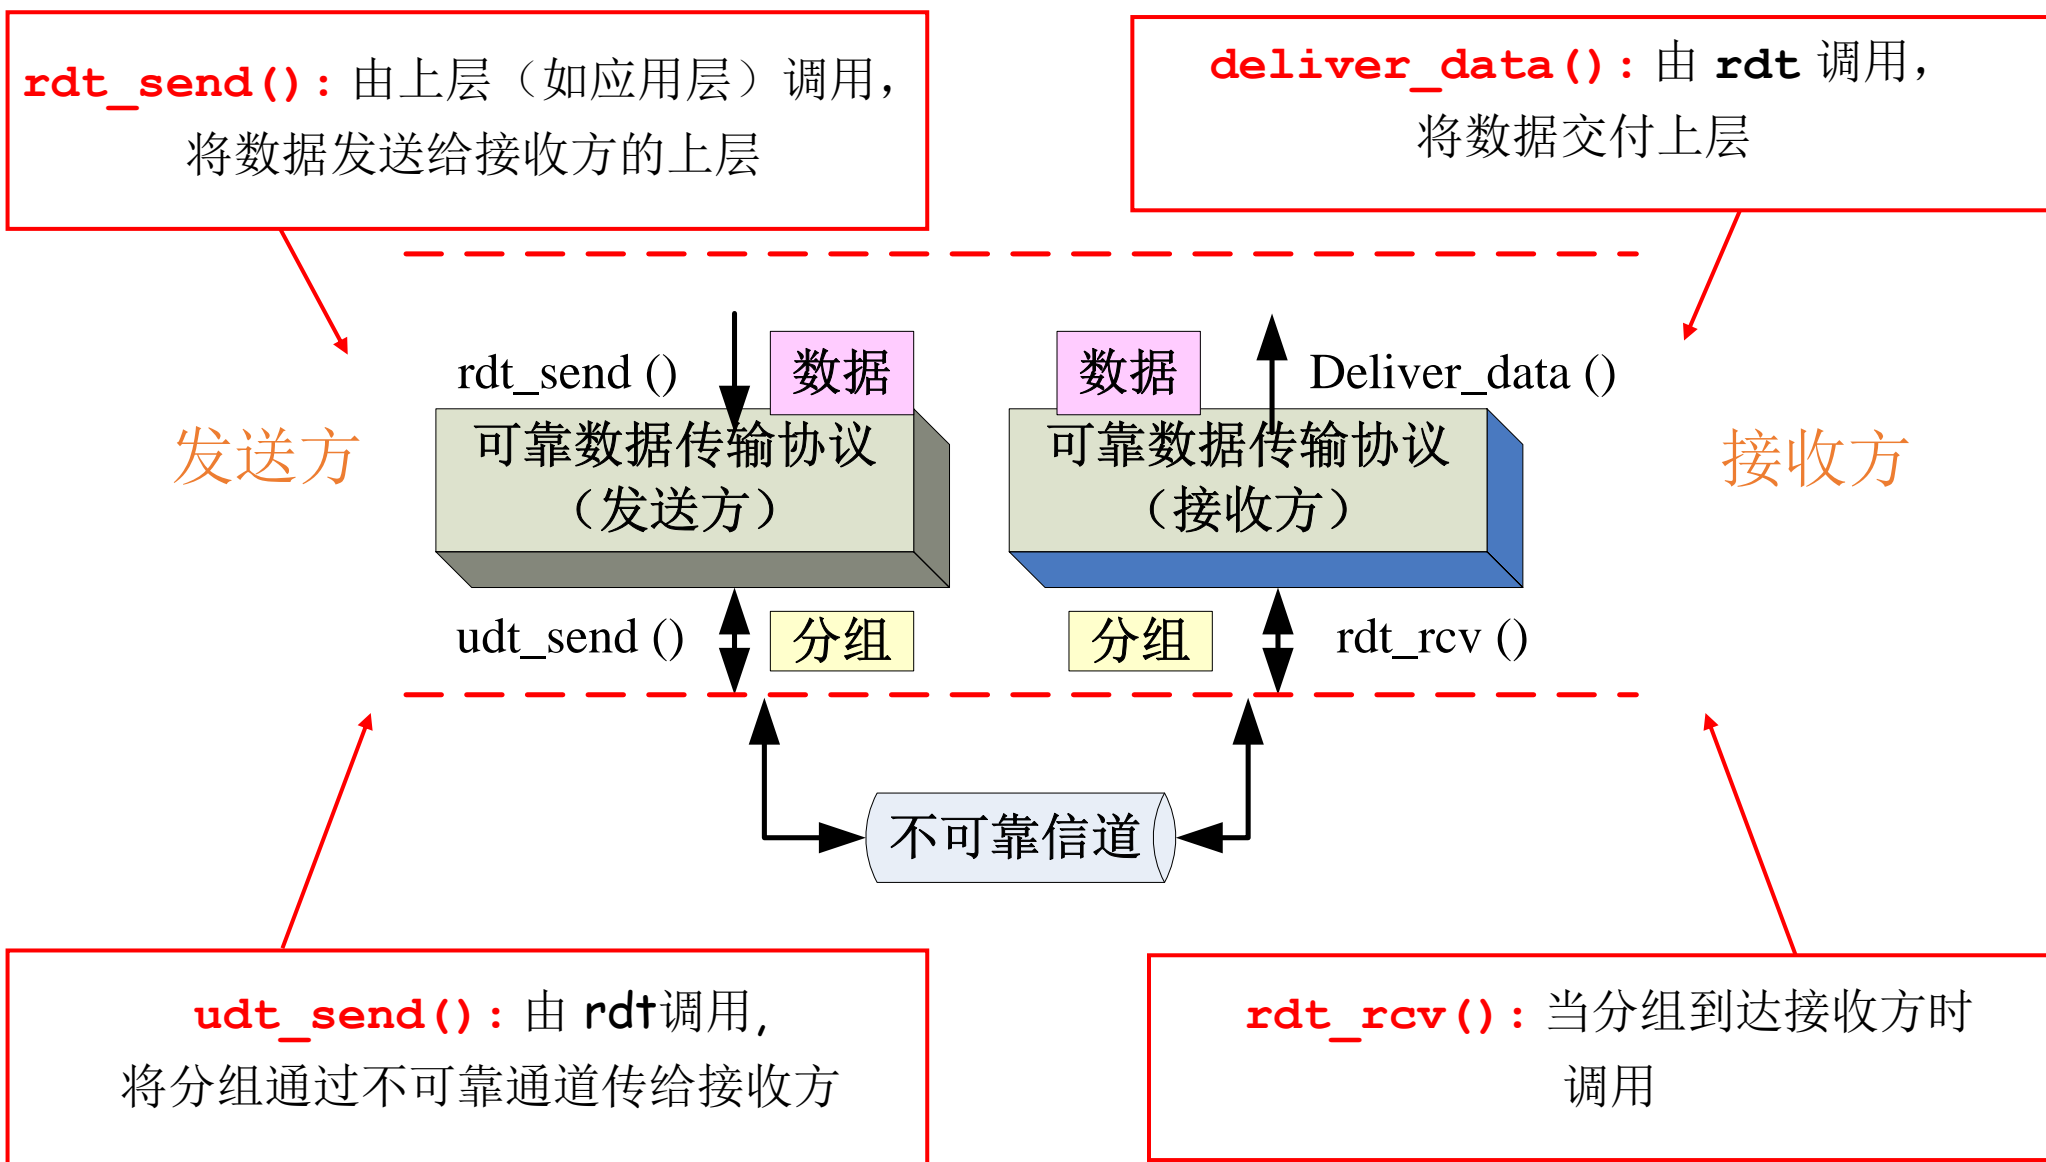 rdt_send(): 由上层（如应用层）调用，
将数据发送给接收方的上层
deliver_data(): 由 rdt 调用，
将数据交付上层
rdt_send ()
数据
数据
Deliver_data ()
发送方
可靠数据传输协议
（发送方）
可靠数据传输协议
（接收方）
接收方
udt_send ()
分组
分组
rdt_rcv ()
不可靠信道
udt_send(): 由 rdt调用,
将分组通过不可靠通道传给接收方
rdt_rcv(): 当分组到达接收方时
调用